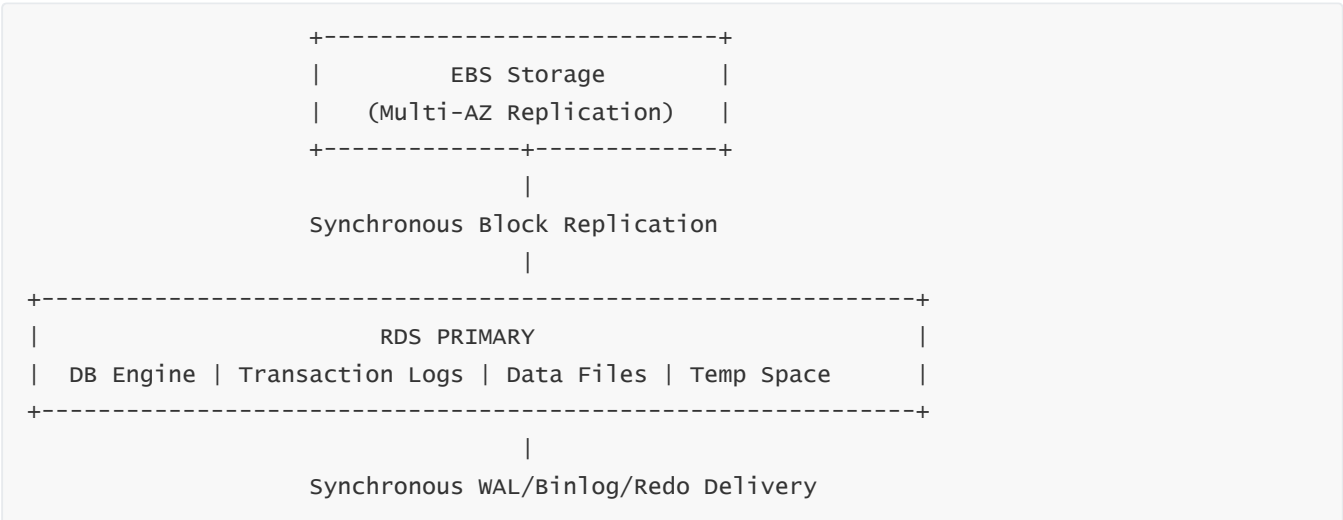 +----------------------------+
|         EBS Storage        |
|   (Multi-AZ Replication)   |
+--------------+-------------+
|
Synchronous Block Replication
|
+--------------------------------------------------------------+
|                        RDS PRIMARY                           |
|  DB Engine | Transaction Logs | Data Files | Temp Space      |
+--------------------------------------------------------------+
|
Synchronous WAL/Binlog/Redo Delivery